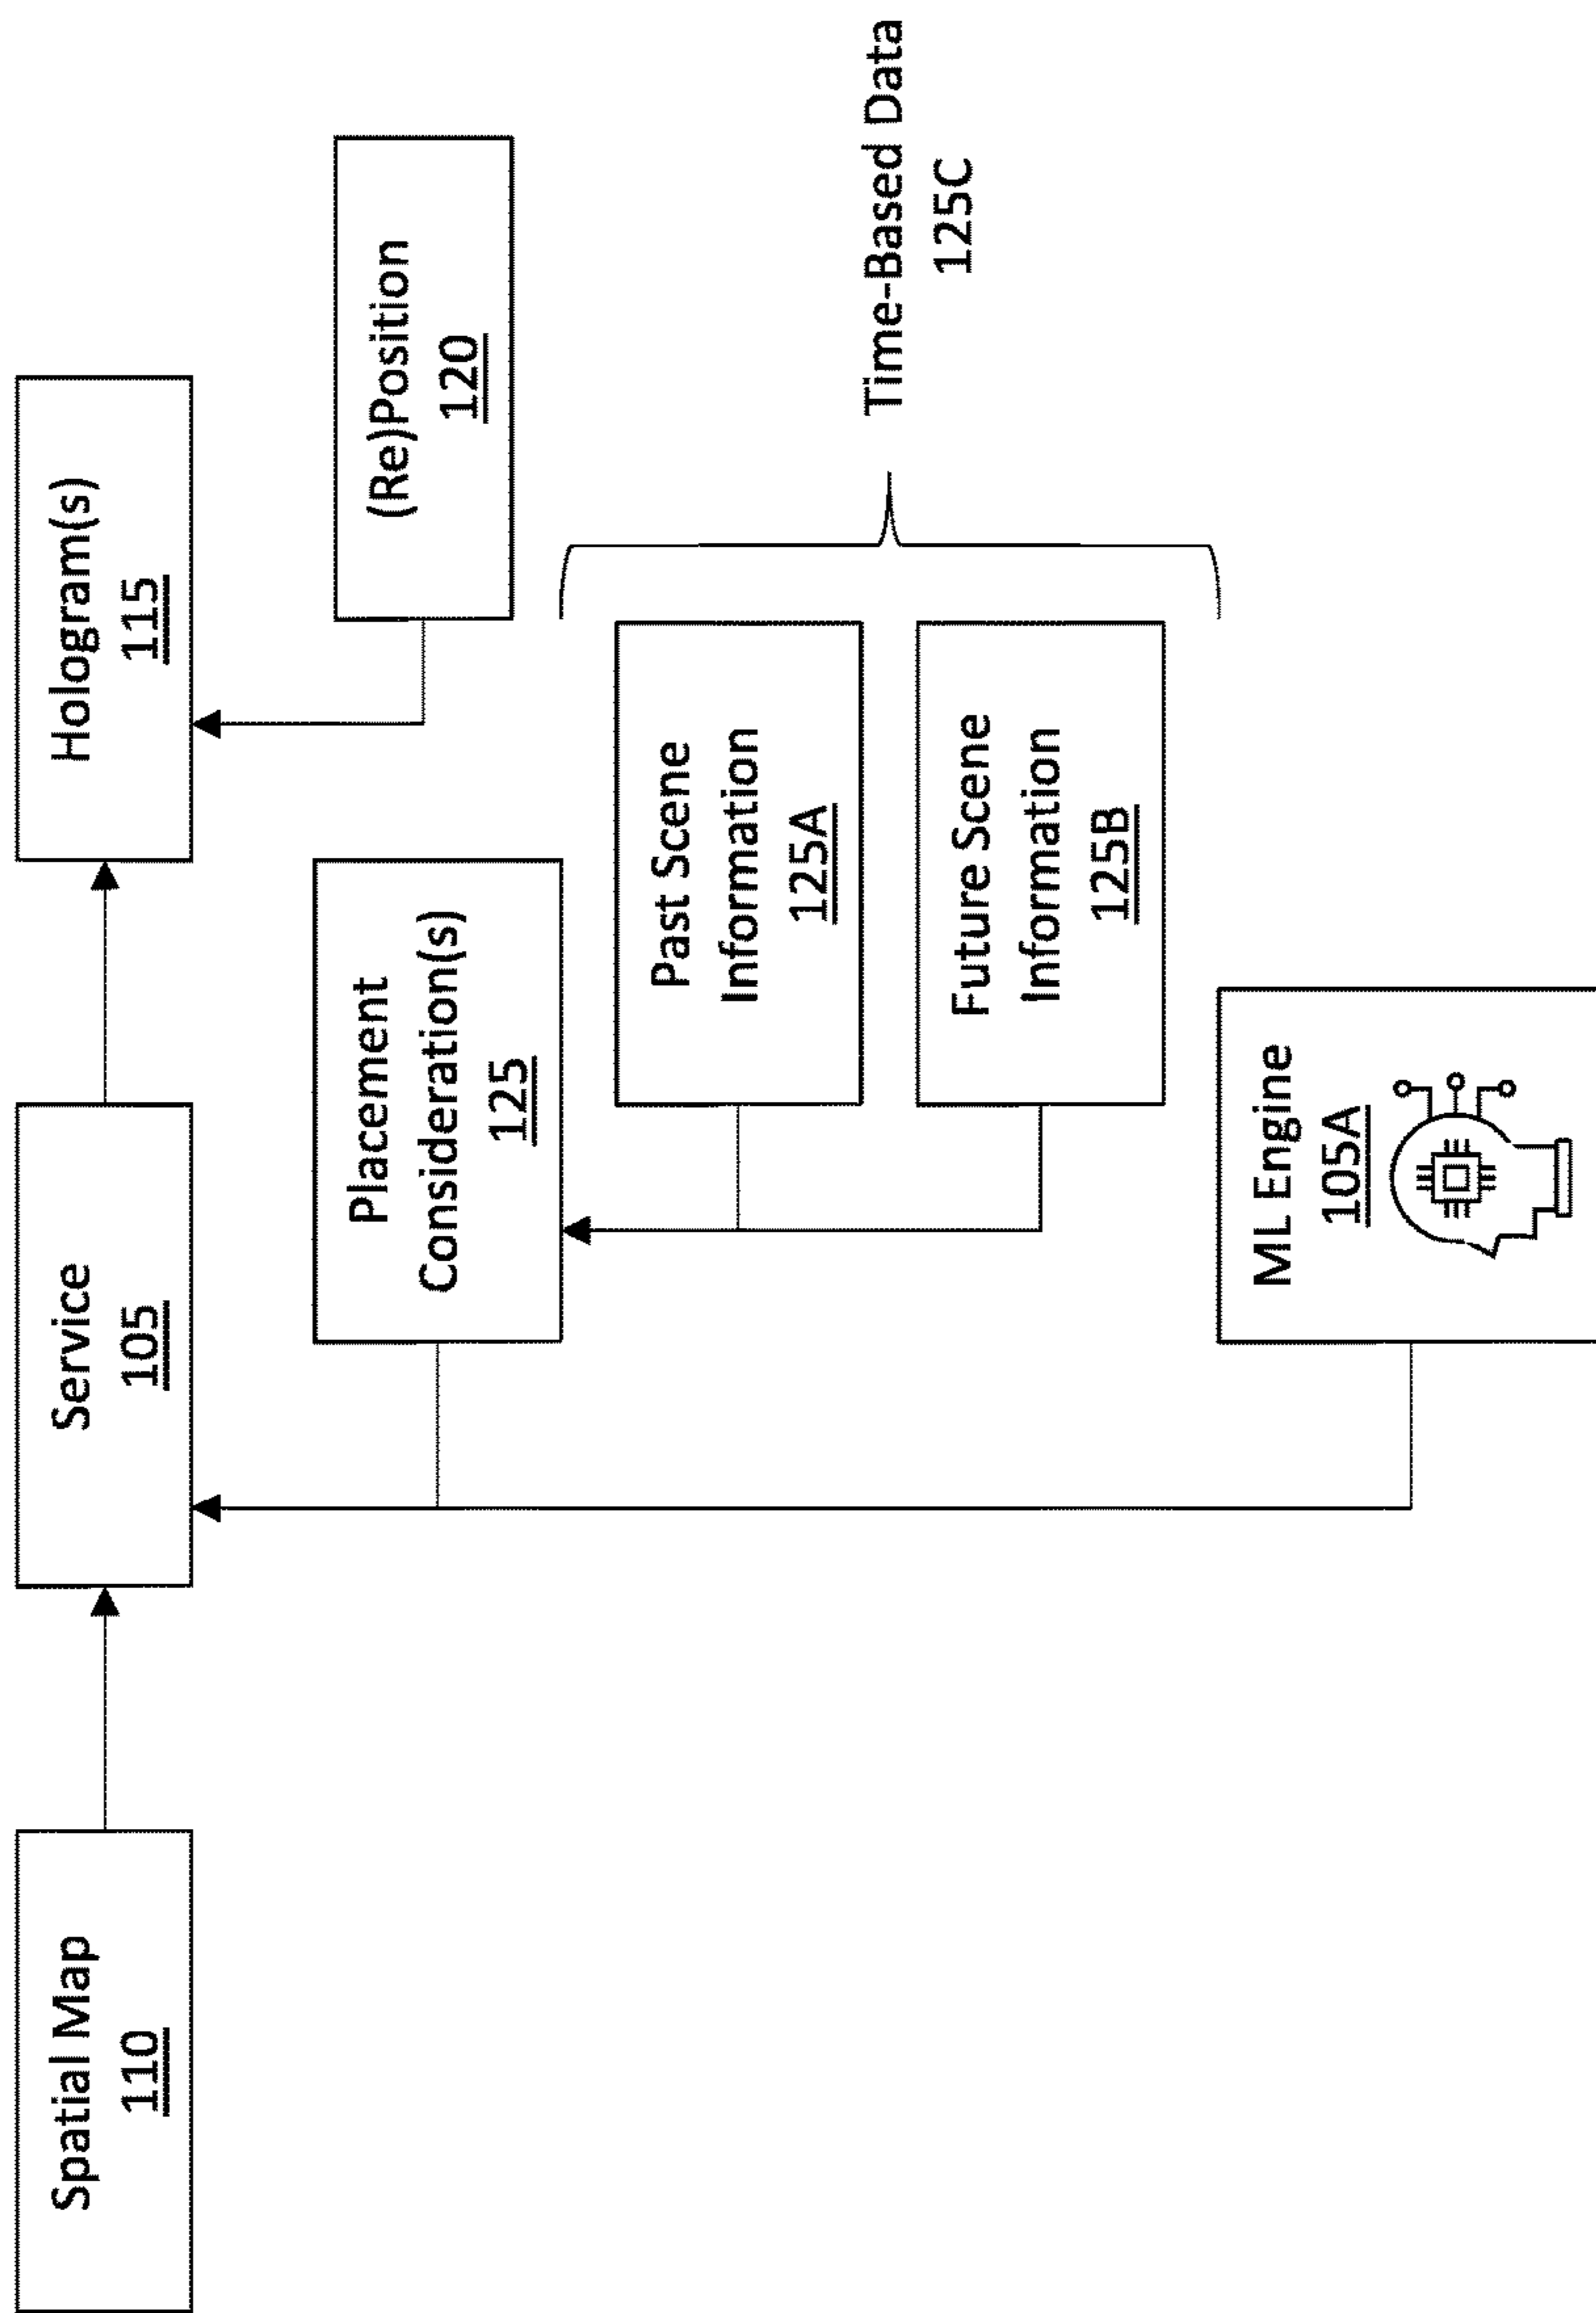 Spatial Map
110
Service
105
Hologram(s)
115
(Re)Position
120
Placement
Consideration(s)
125
Past Scene
Information
125A
Future Scene
Information
125B
Time-Based Data
125C
ML Engine
105A